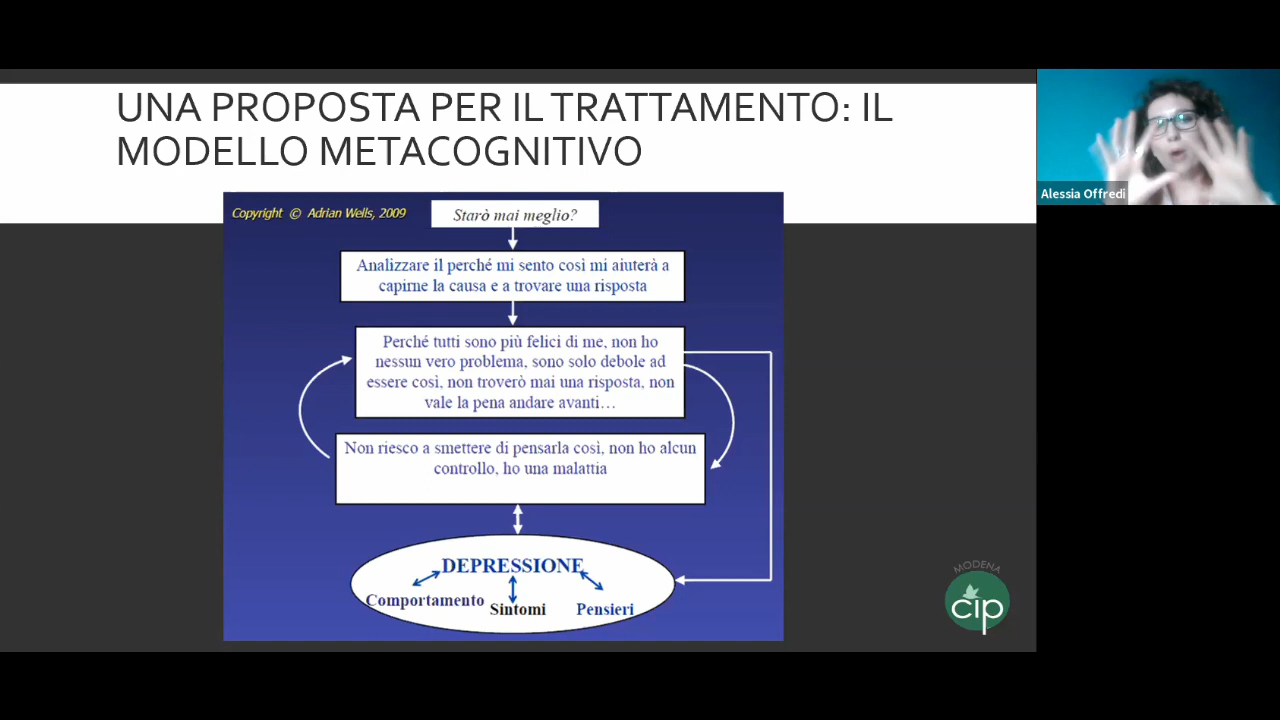 UNA PROPOSTA PER IL TRATTAMENTO: IL
MODELLO METACOGNITIVO
Copyright © Adrian Wells, 2009
Starò mai meglio?
Analizzare il perché mi sento così mi aiuterà a
capirne la causa e a trovare una risposta
Perché tutti sono più felici di me, non ho
nessun vero problema, sono solo debole ad
essere così, non troverò mai una risposta, non
vale la pena andare avanti…
Non riesco a smettere di pensarla così, non ho alcun
controllo, ho una malattia
DEPRESSIONE
Comportamento
Sintomi
Pensieri
MODENA
cip
Alessia Offredi